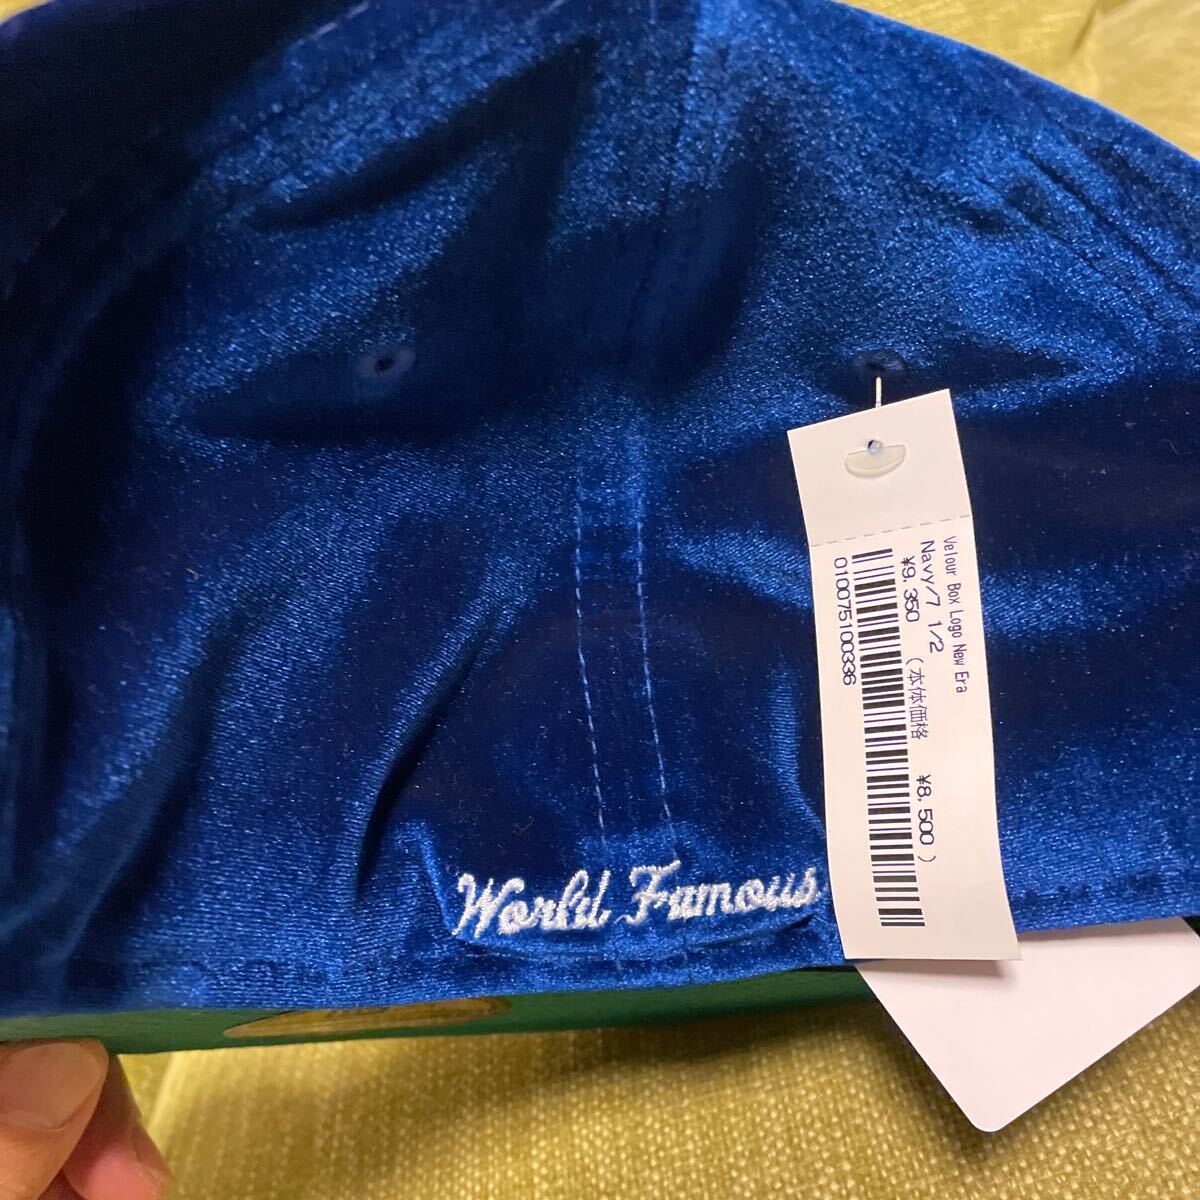 World Famous
Velour Box Logo New Era
Navy/7 1/2
¥9,350 (本体価格 ¥8,500)
010075100336